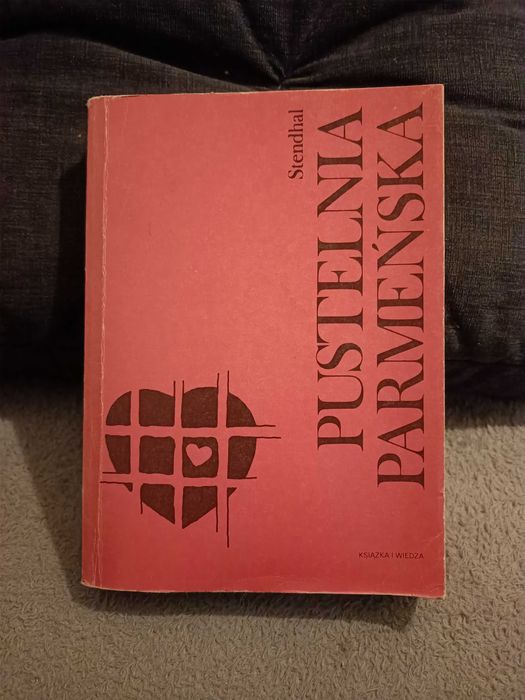 Stendhal
PUSTELNIA
PARMEŃSKA
KSIĄŻKA I WIEDZA